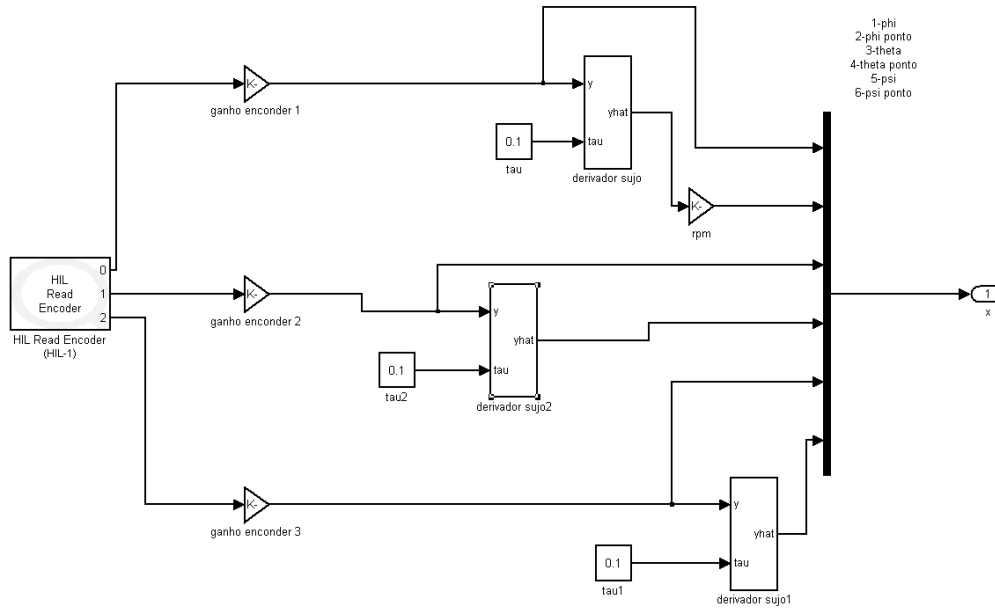 1-phi
2-phi ponto
3-theta
4-theta ponto
5-psi
6-psi ponto
K-
ganho enconder 1
y
yhat
tau
derivador sujo
0.1
tau
K-
rpm
HIL
Read
Encoder
0
1
2
HIL Read Encoder
(HIL-1)
K-
ganho enconder 2
y
yhat
tau
derivador sujo2
0.1
tau2
1
x
K-
ganho enconder 3
y
yhat
tau
derivador sujo1
0.1
tau1